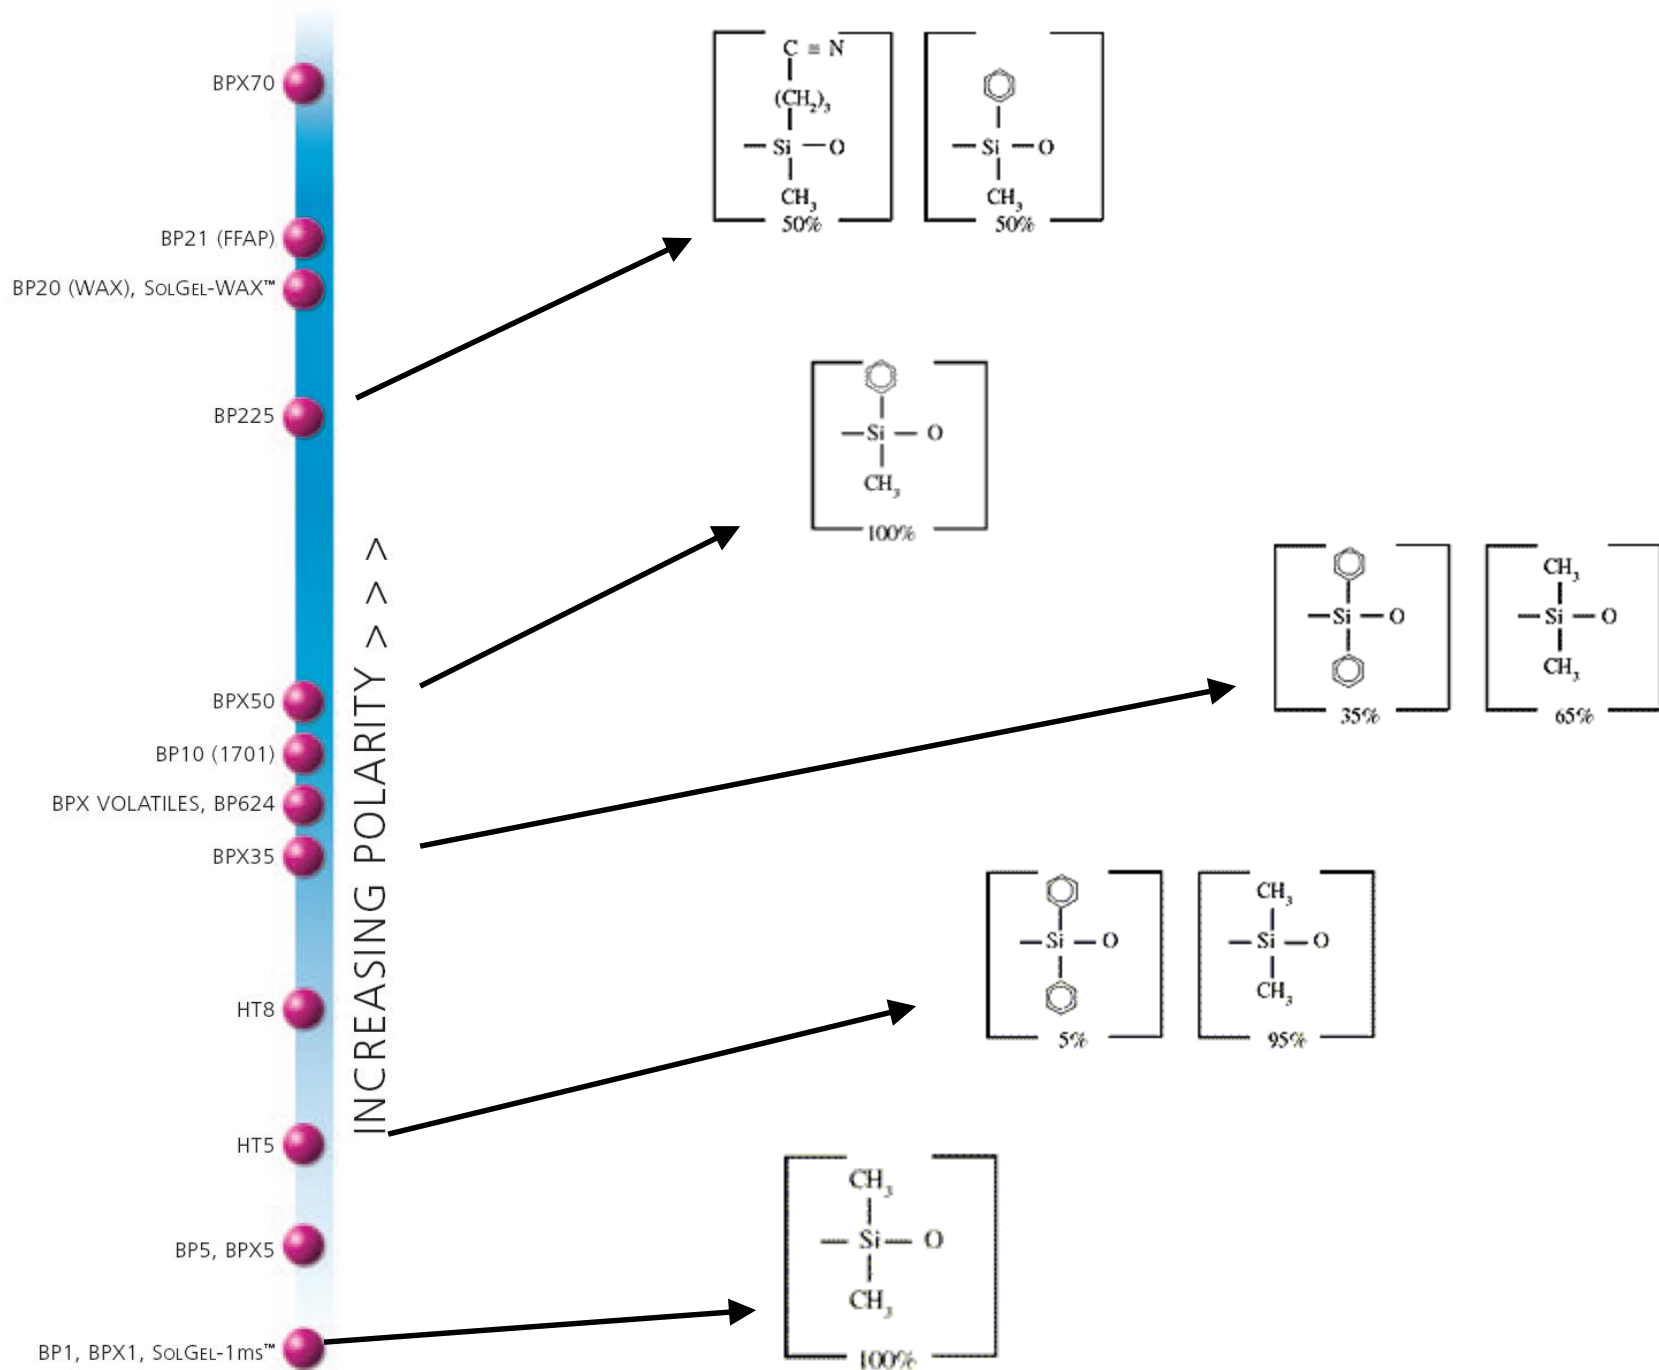 BPX70
BP21 (FFAP)
BP20 (WAX), SOLGEL-WAX™
BP225
BPX50
BP10 (1701)
BPX VOLATILES, BP624
BPX35
HT8
HT5
BP5, BPX5
BP1, BPX1, SOLGEL-1ms™
INCREASING POLARITY > > > >
C ≡ N
(CH₂)₃
Si — O
CH₃
50%
Si — O
CH₃
50%
Si — O
CH₃
100%
Si — O
35%
CH₃
Si — O
CH₃
65%
Si — O
5%
CH₃
Si — O
CH₃
95%
CH₃
Si — O
CH₃
100%